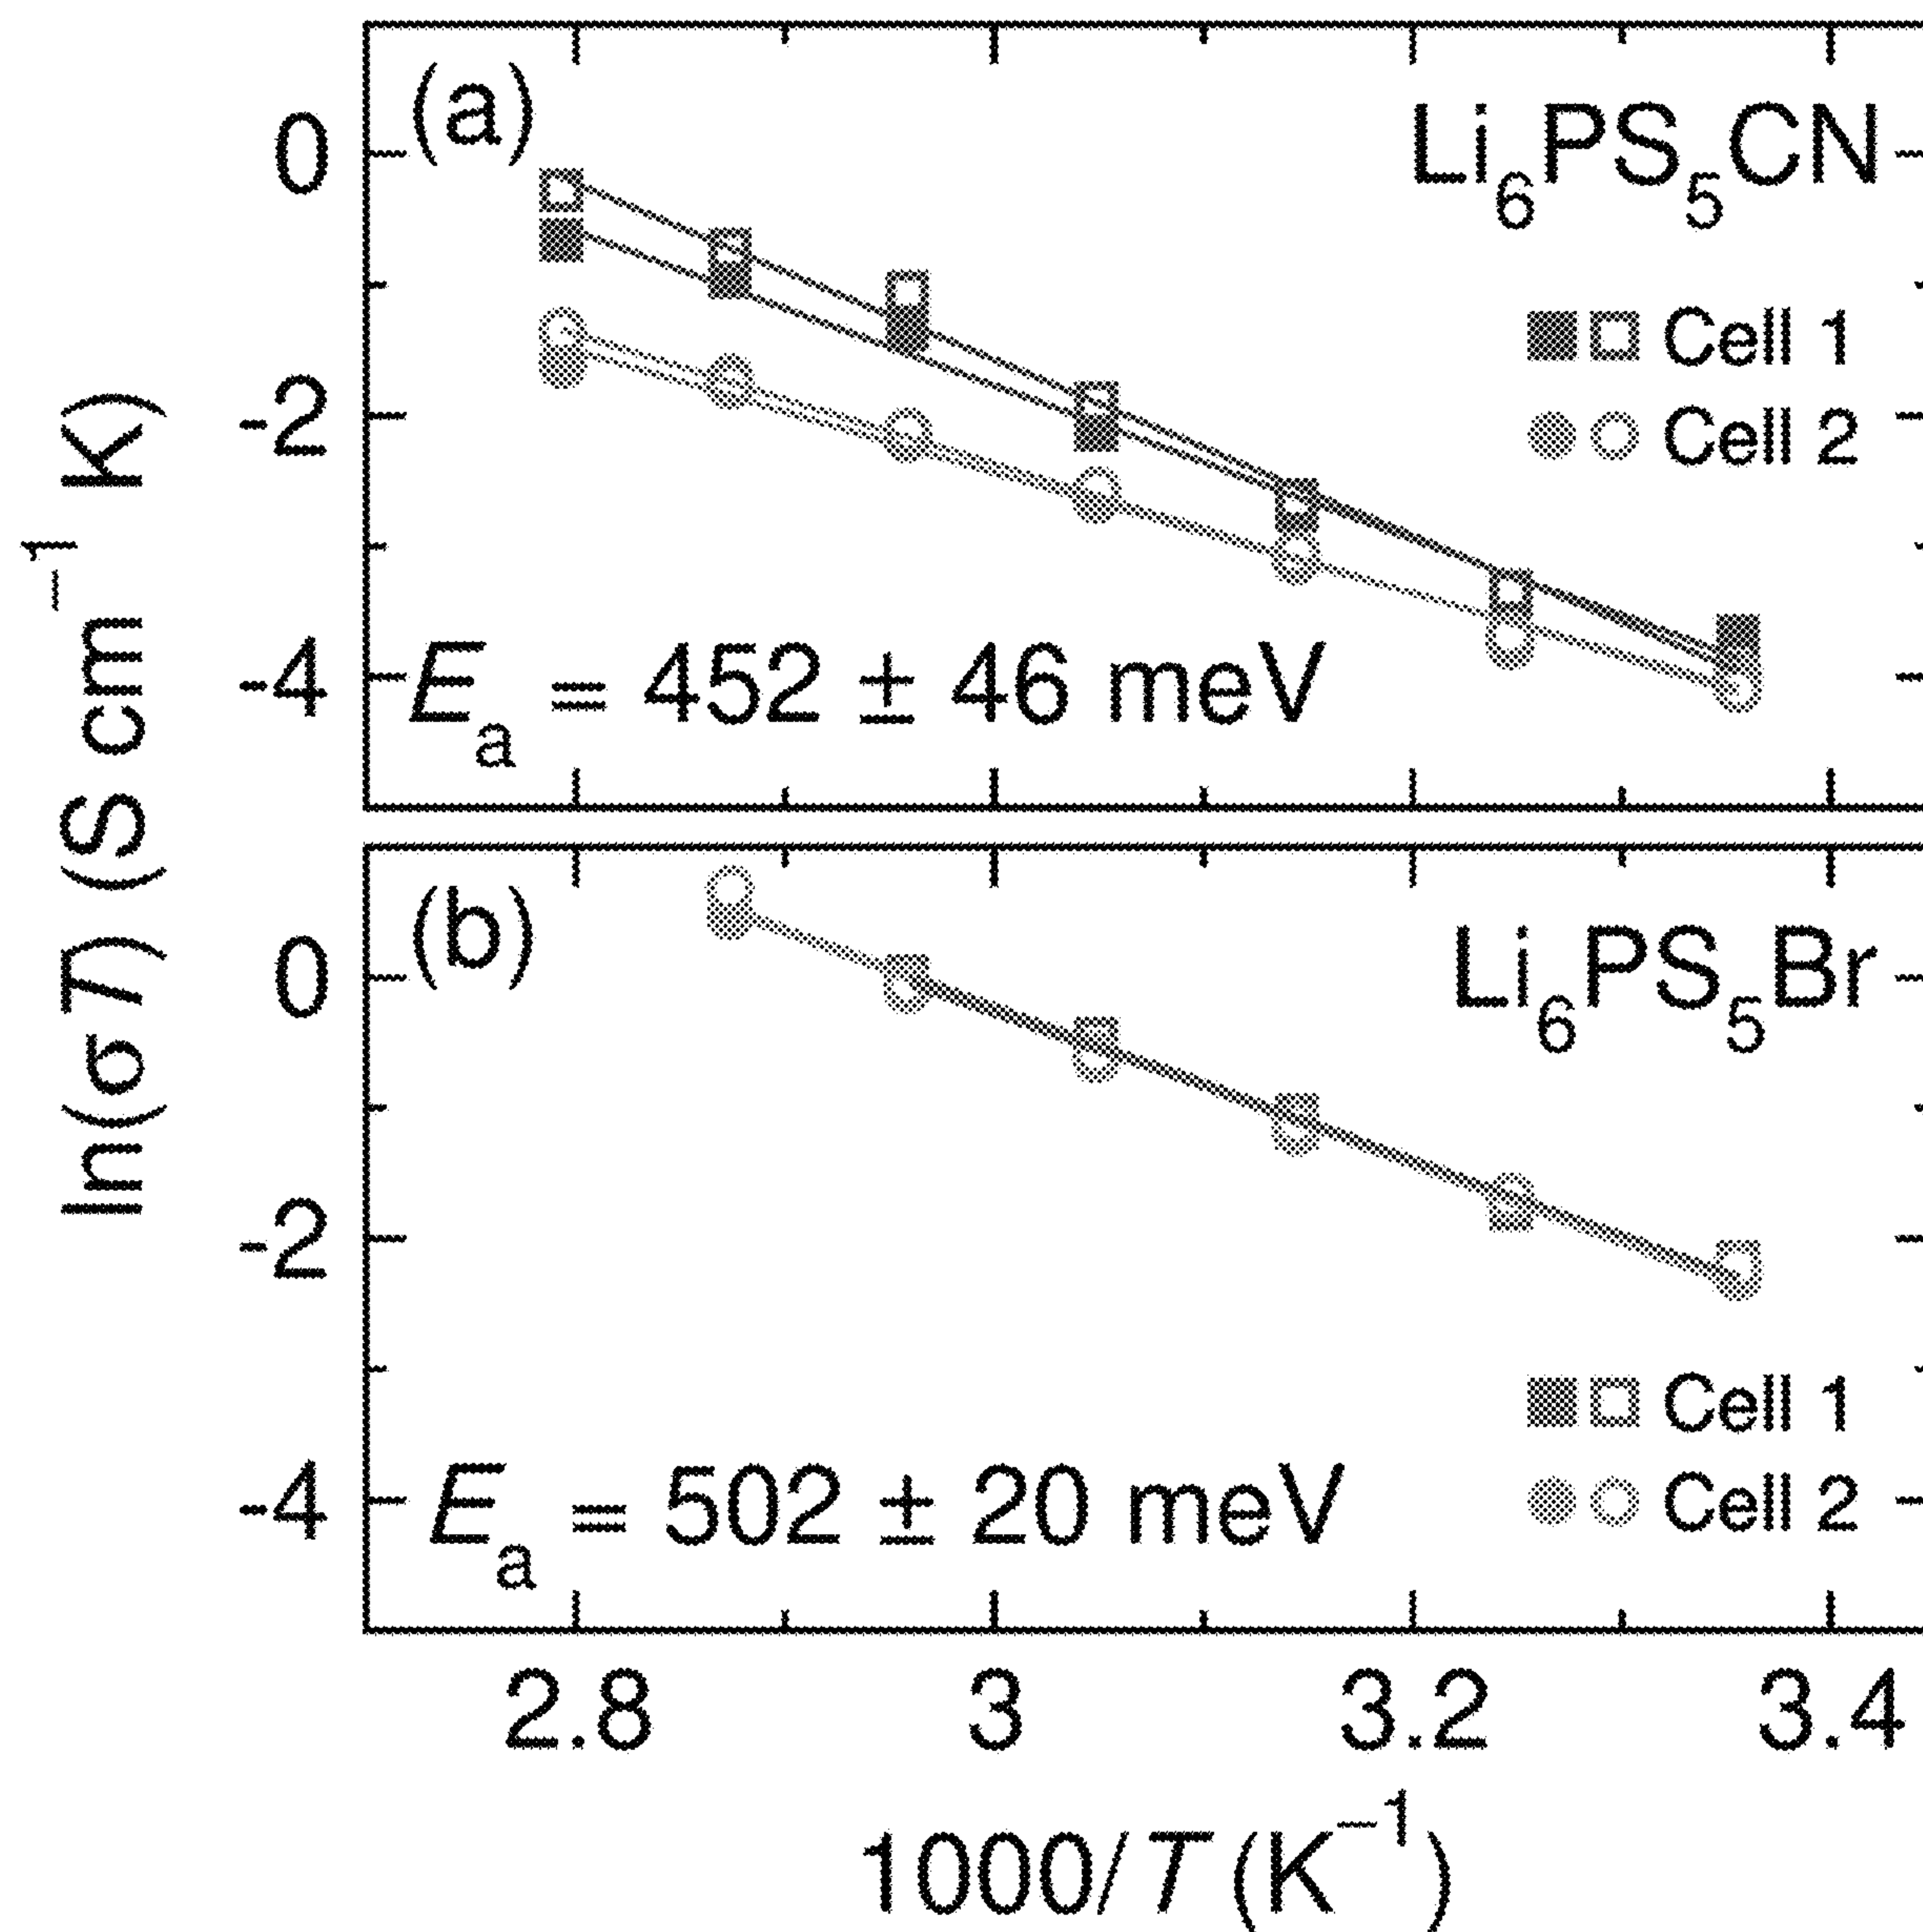 ln(σT) (S cm⁻¹ K)
(a)
Li₆PS₅CN
0
-2
-4
Cell 1
Cell 2
Eₐ = 452 ± 46 meV
(b)
Li₆PS₅Br
0
-2
-4
Cell 1
Cell 2
Eₐ = 502 ± 20 meV
2.8 3 3.2 3.4
1000/T (K⁻¹)